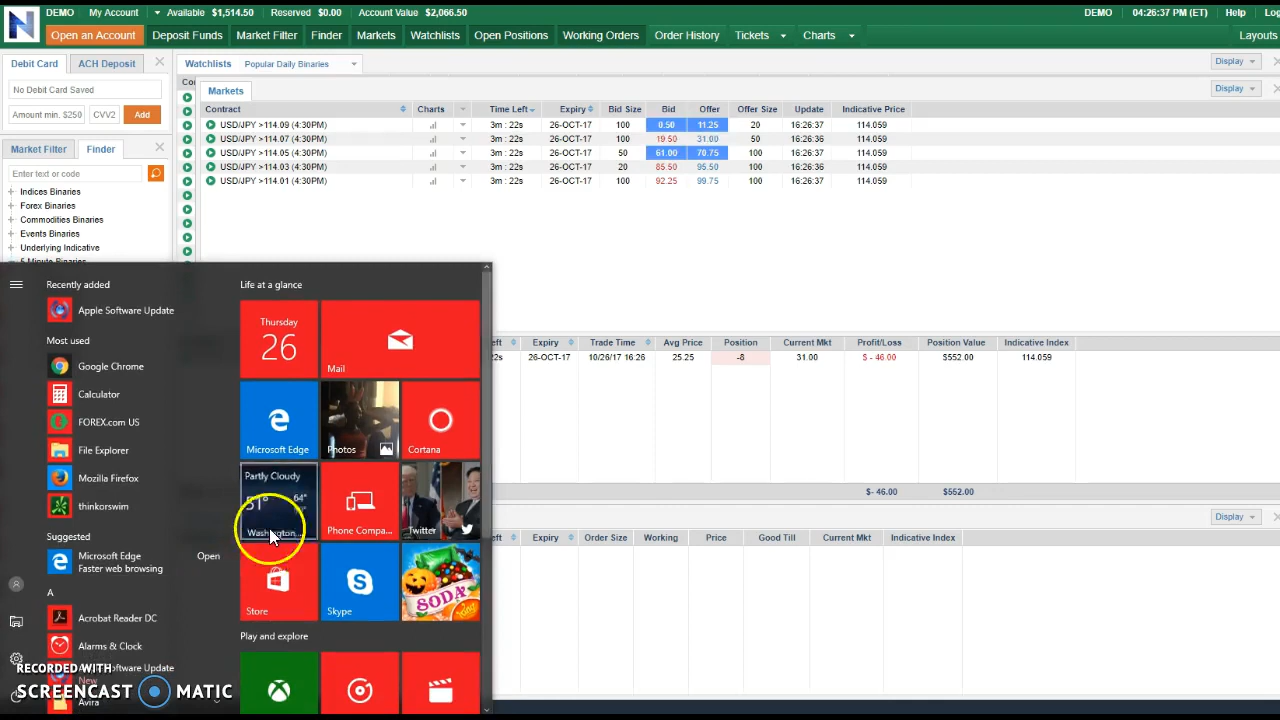 DEMO My Account Available $1,514.50 Reserved $0.00 Account Value $2,066.50 DEMO 04:26:37 PM (ET) Help Log
Open an Account Deposit Funds Market Filter Finder Markets Watchlists Open Positions Working Orders Order History Tickets Charts Layouts
Debit Card ACH Deposit
No Debit Card Saved
Amount min. $250 CVV2 Add
Market Filter Finder
Enter text or code
Indices Binaries
Forex Binaries
Commodities Binaries
Events Binaries
Underlying Indicative
5 Minute Binaries
Watchlists Popular Daily Binaries Display
Co
Markets Display
Contract Charts Time Left Expiry Bid Size Bid Offer Offer Size Update Indicative Price
USD/JPY >114.09 (4:30PM) 3m : 22s 26-OCT-17 100 0.50 11.25 20 16:26:37 114.059
USD/JPY >114.07 (4:30PM) 3m : 22s 26-OCT-17 100 19.50 31.00 50 16:26:36 114.059
USD/JPY >114.05 (4:30PM) 3m : 22s 26-OCT-17 50 61.00 70.75 100 16:26:37 114.059
USD/JPY >114.03 (4:30PM) 3m : 22s 26-OCT-17 20 85.50 95.50 100 16:26:36 114.059
USD/JPY >114.01 (4:30PM) 3m : 22s 26-OCT-17 100 92.25 99.75 100 16:26:37 114.059
eft Expiry Trade Time Avg Price Position Current Mkt Profit/Loss Position Value Indicative Index
22s 26-OCT-17 10/26/17 16:26 25.25 -8 31.00 $ - 46.00 $552.00 114.059
$ - 46.00 $552.00
Display
eft Expiry Order Size Working Price Good Till Current Mkt Indicative Index
Recently added
Apple Software Update
Most used
Google Chrome
Calculator
FOREX.com US
File Explorer
Mozilla Firefox
thinkorswim
Suggested
Microsoft Edge
Faster web browsing
Open
A
Acrobat Reader DC
Alarms & Clock
Software Update
New
Avira
Life at a glance
Thursday
26
Mail
Microsoft Edge
Photos
Cortana
Partly Cloudy
51° 64°
Washington...
Phone Compa...
Twitter
Store
Skype
SODA
Play and explore
RECORDED WITH
SCREENCAST MATIC